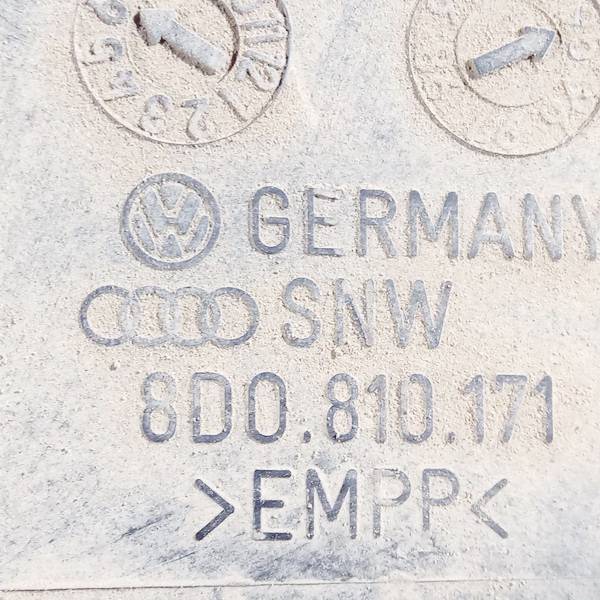 GERMANY
SNW
8D0.810.171
>EMPP<